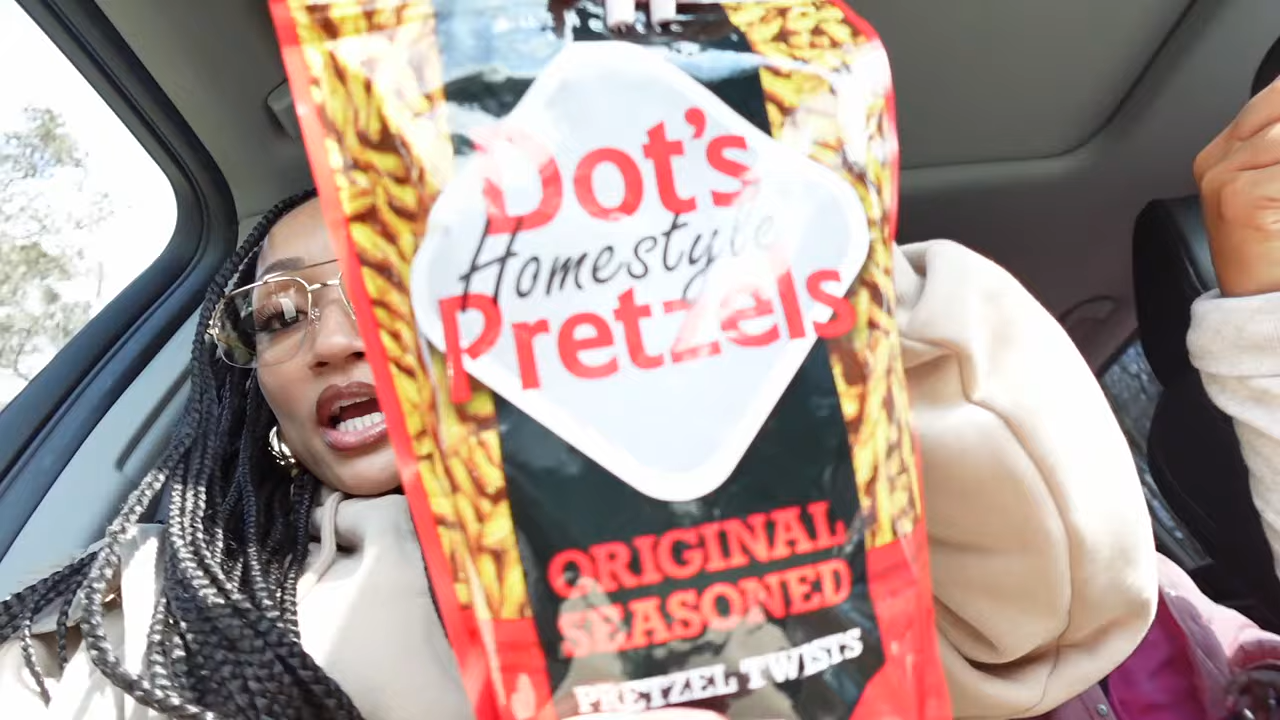 Dot's
Homestyle
Pretzels
ORIGINAL
SEASONED
PRETZEL TWISTS